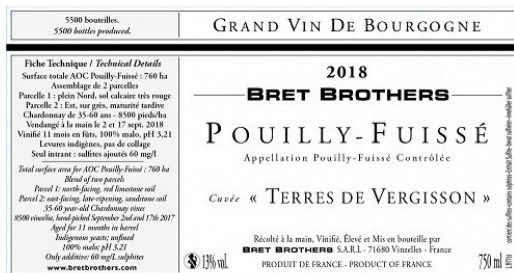 5500 bouteilles.
5500 bottles produced.
GRAND VIN DE BOURGOGNE
Fiche Technique / Technical Details
Surface totale AOC Pouilly-Fuissé : 760 ha
Assemblage de 2 parcelles
Parcelle 1 : plein Nord, sol calcaire très rouge
Parcelle 2 : Est, sur grès, maturité tardive
Chardonnay de 35-60 ans - 8500 pieds/ha
Vendangé à la main le 2 et 17 sept. 2018
Vinifié 11 mois en fûts, 100% malo, pH 3,21
Levures indigènes, pas de collage
Seul intrant : sulfites ajoutés 60 mg/l
Total surface area for AOC Pouilly-Fuissé : 760 ha
Blend of two parcels
Parcel 1: north-facing, red limestone soil
Parcel 2: east-facing, late-ripening, sandstone soil
35-60 year-old Chardonnay vines
8500 vines/ha, hand-picked September 2nd and 17th 2017
Aged for 11 months in barrel
Indigenous yeasts; unfined
100% malo; pH 3.21
Only additive: 60 mg/L sulphites
www.bretbrothers.com
2018
BRET BROTHERS
POUILLY-FUISSÉ
Appellation Pouilly-Fuissé Contrôlée
Cuvée « TERRES DE VERGISSON »
Récolté à la main, Vinifié, Élevé et Mis en bouteille par
BRET BROTHERS S.A.R.L - 71680 Vinzelles - France
13% vol.
PRODUIT DE FRANCE - PRODUCT OF FRANCE
750 ml